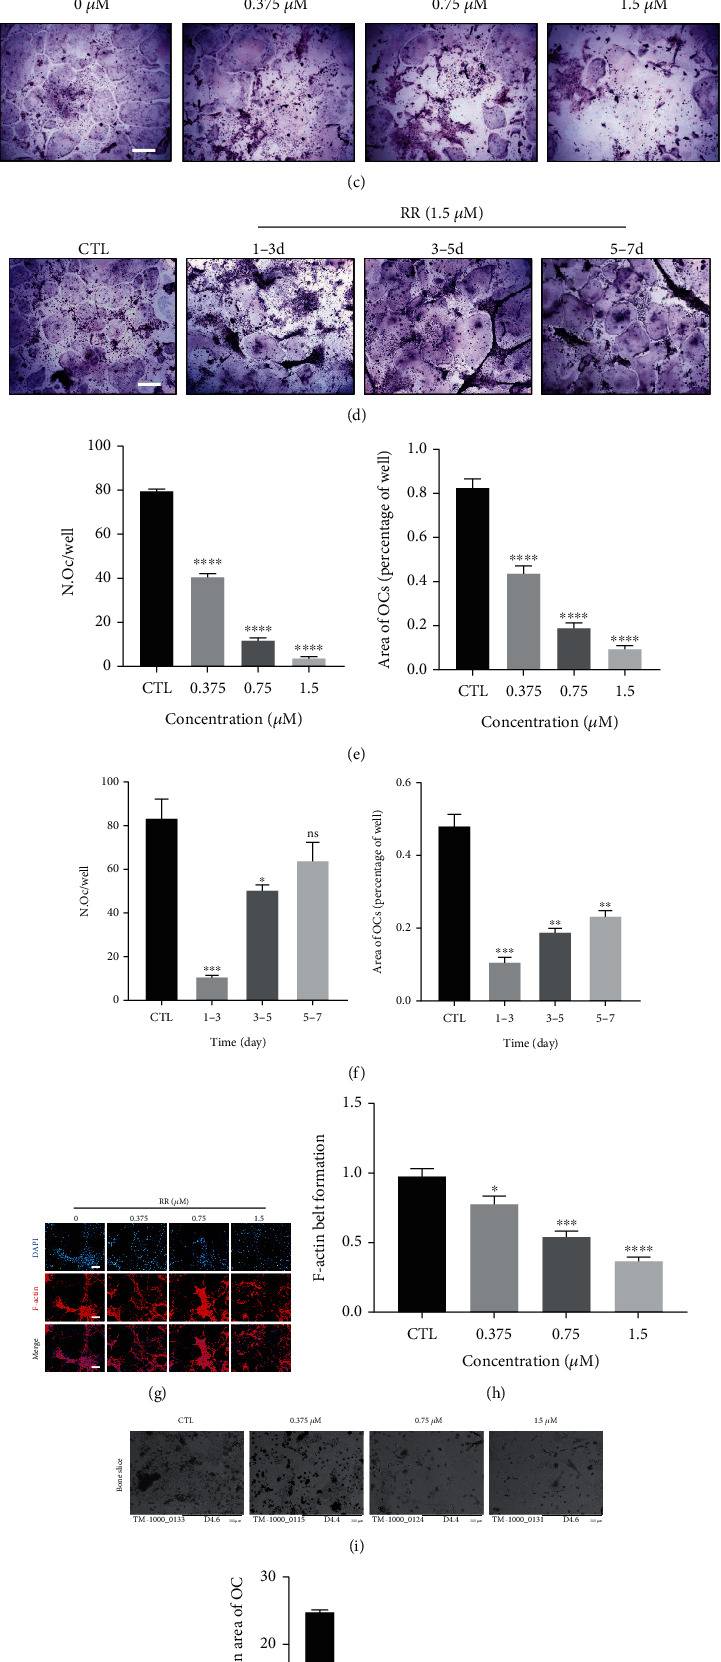 0 μM 0.375 μM 0.75 μM 1.5 μM
(c)
RR (1.5 μM)
CTL 1–3d 3–5d 5–7d
(d)
100
80
60
40
20
0
N.Oc/well
****
****
****
CTL 0.375 0.75 1.5
Concentration (μM)
1.0
0.8
0.6
0.4
0.2
0.0
Area of OCs (percentage of well)
****
****
****
CTL 0.375 0.75 1.5
Concentration (μM)
(e)
100
80
60
40
20
0
N.Oc/well
***
*
ns
CTL 1–3 3–5 5–7
Time (day)
0.6
0.4
0.2
0.0
Area of OCs (percentage of well)
***
**
**
CTL 1–3 3–5 5–7
Time (day)
(f)
RR (μM)
0 0.375 0.75 1.5
DAPI
F-actin
Merge
(g)
1.5
1.0
0.5
0.0
F-actin belt formation
*
***
****
CTL 0.375 0.75 1.5
Concentration (μM)
(h)
CTL 0.375 μM 0.75 μM 1.5 μM
Bone slice
TM-1000_0133 D4.6 TM-1000_0115 D4.4 TM-1000_0124 D4.4 TM-1000_0131 D4.6
(i)
30
20
n area of OC